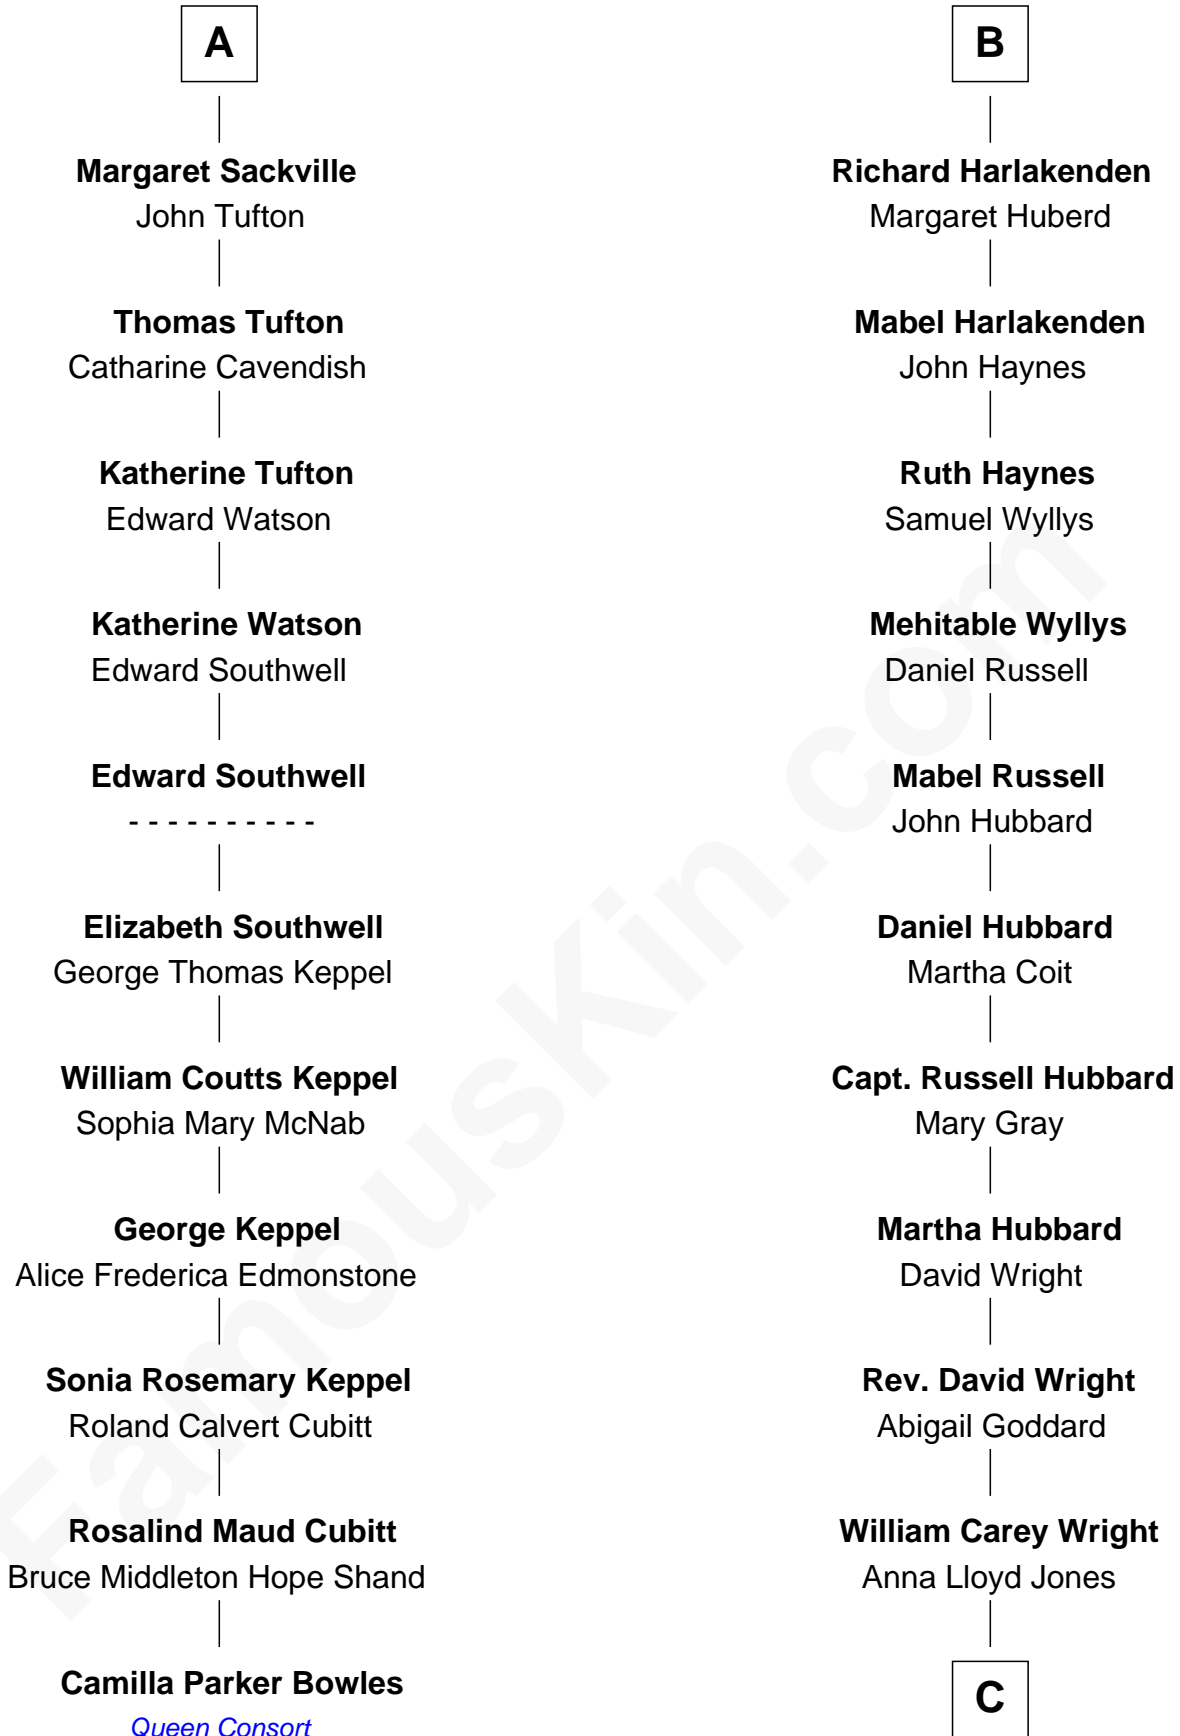 A
Margaret Sackville
John Tufton
Thomas Tufton
Catharine Cavendish
Katherine Tufton
Edward Watson
Katherine Watson
Edward Southwell
Edward Southwell
- - - - - - - - - -
Elizabeth Southwell
George Thomas Keppel
William Coutts Keppel
Sophia Mary McNab
George Keppel
Alice Frederica Edmonstone
Sonia Rosemary Keppel
Roland Calvert Cubitt
Rosalind Maud Cubitt
Bruce Middleton Hope Shand
Camilla Parker Bowles
Queen Consort
B
Richard Harlakenden
Margaret Huberd
Mabel Harlakenden
John Haynes
Ruth Haynes
Samuel Wyllys
Mehitable Wyllys
Daniel Russell
Mabel Russell
John Hubbard
Daniel Hubbard
Martha Coit
Capt. Russell Hubbard
Mary Gray
Martha Hubbard
David Wright
Rev. David Wright
Abigail Goddard
William Carey Wright
Anna Lloyd Jones
C
FamousKin.com